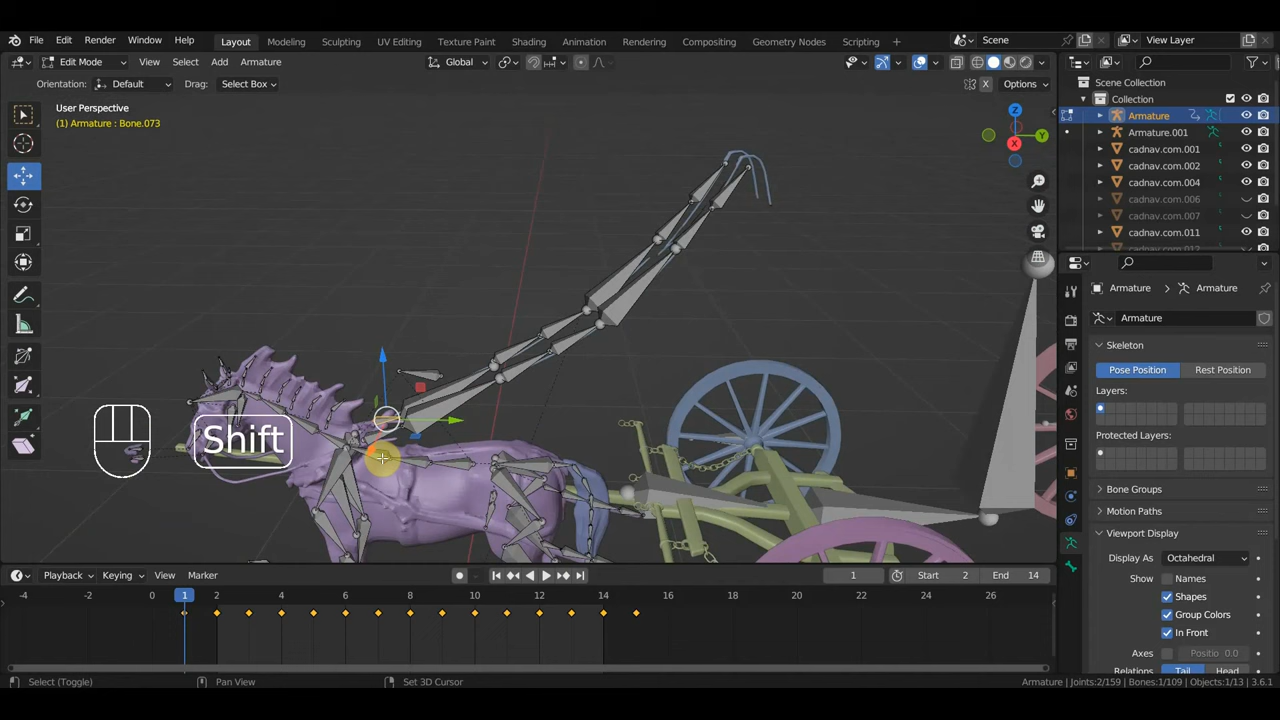 File Edit Render Window Help Layout Modeling Sculpting UV Editing Texture Paint Shading Animation Rendering Compositing Geometry Nodes Scripting + Scene View Layer
Edit Mode View Select Add Armature Global
Orientation: Default Drag: Select Box X Options
User Perspective
(1) Armature : Bone.073
Z
Y
X
Scene Collection
Collection
Armature
Armature.001
cadnav.com.001
cadnav.com.002
cadnav.com.004
cadnav.com.006
cadnav.com.007
cadnav.com.011
Armature > Armature
Armature
Skeleton
Pose Position Rest Position
Layers:
Protected Layers:
Bone Groups
Motion Paths
Viewport Display
Display As Octahedral
Show Names
Shapes
Group Colors
In Front
Axes Positio 0.0
Relations Tail Head
Shift
Playback Keying View Marker 1 Start 2 End 14
-4 -2 0 1 2 4 6 8 10 12 14 16 18 20 22 24 26
Select (Toggle) Pan View Set 3D Cursor Armature | Joints:2/159 | Bones:1/109 | Objects:1/13 | 3.6.1